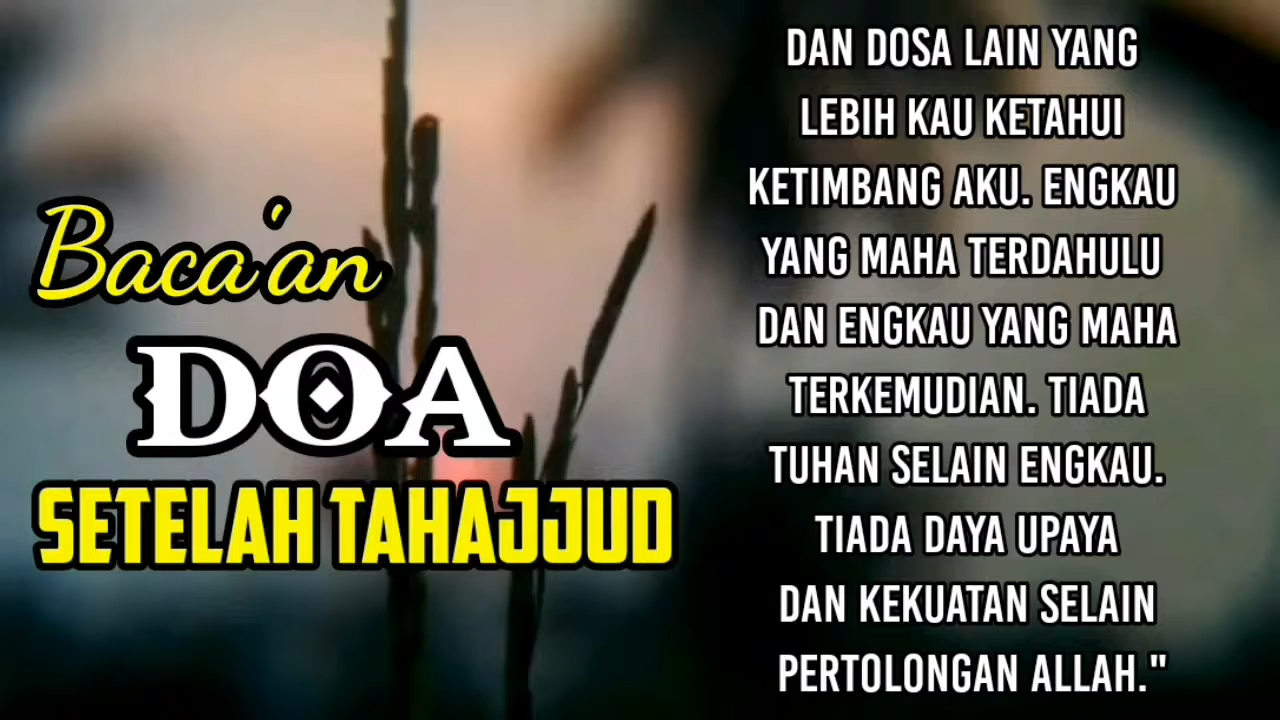 Baca'an
DOA
SETELAH TAHAJJUD
DAN DOSA LAIN YANG
LEBIH KAU KETAHUI
KETIMBANG AKU. ENGKAU
YANG MAHA TERDAHULU
DAN ENGKAU YANG MAHA
TERKEMUDIAN. TIADA
TUHAN SELAIN ENGKAU.
TIADA DAYA UPAYA
DAN KEKUATAN SELAIN
PERTOLONGAN ALLAH."